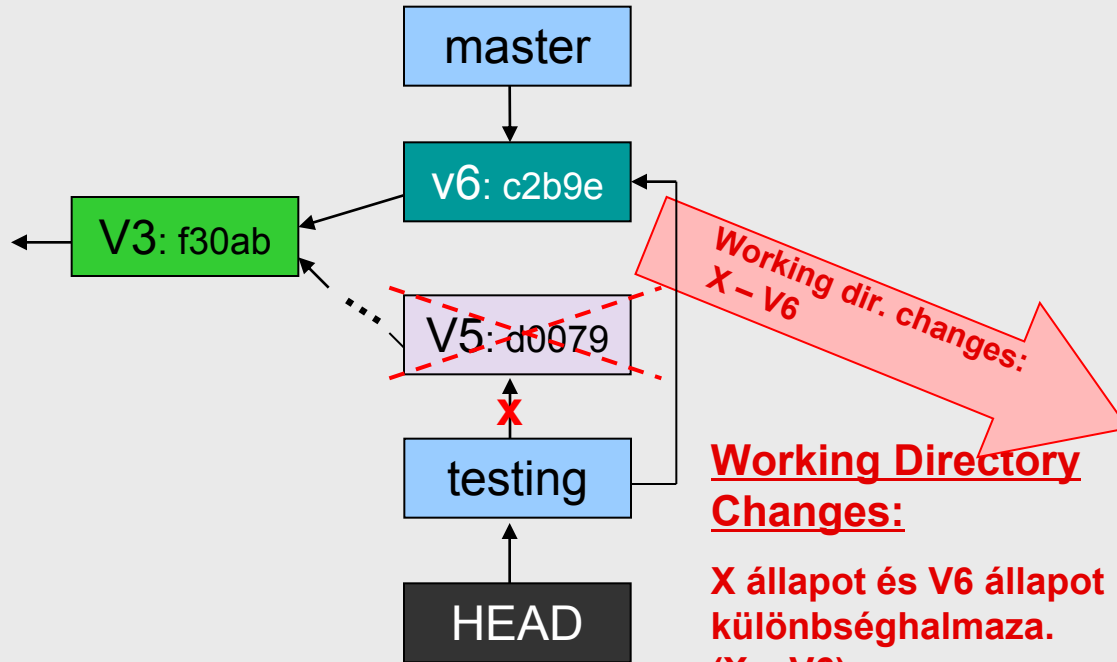 master
v6: c2b9e
V3: f30ab
Working dir. changes:
X – V6
V5: d0079
x
testing
Working Directory
Changes:
X állapot és V6 állapot
különbséghalmaza.
(X – V6)
HEAD